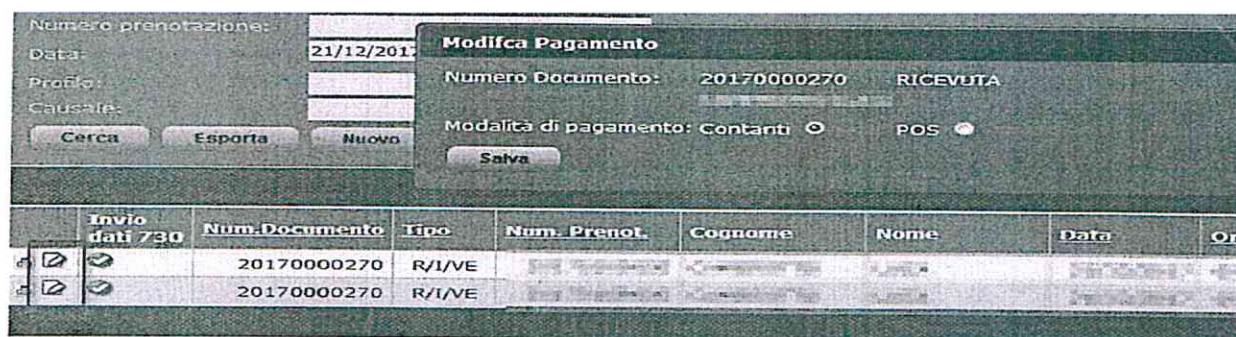 Numero prenotazione:
Data: 21/12/2017
Profilo:
Causale:
Cerca Esporta Nuovo
Modifca Pagamento
Numero Documento: 20170000270 RICEVUTA
Modalità di pagamento: Contanti POS
Salva
Invio dati 730 Num.Documento Tipo Num. Prenot. Cognome Nome Data
20170000270 R/I/VE
20170000270 R/I/VE